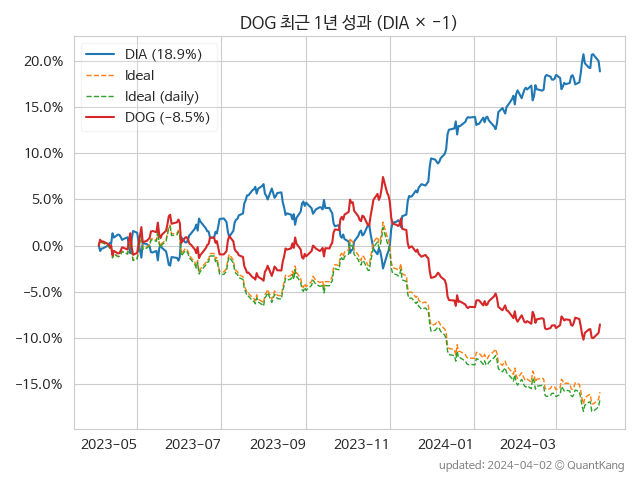 DOG 최근 1년 성과 (DIA × −1)
DIA (18.9%)
Ideal
Ideal (daily)
DOG (−8.5%)
20.0%
15.0%
10.0%
5.0%
0.0%
−5.0%
−10.0%
−15.0%
2023-05 2023-07 2023-09 2023-11 2024-01 2024-03
updated: 2024-04-02 © QuantKang